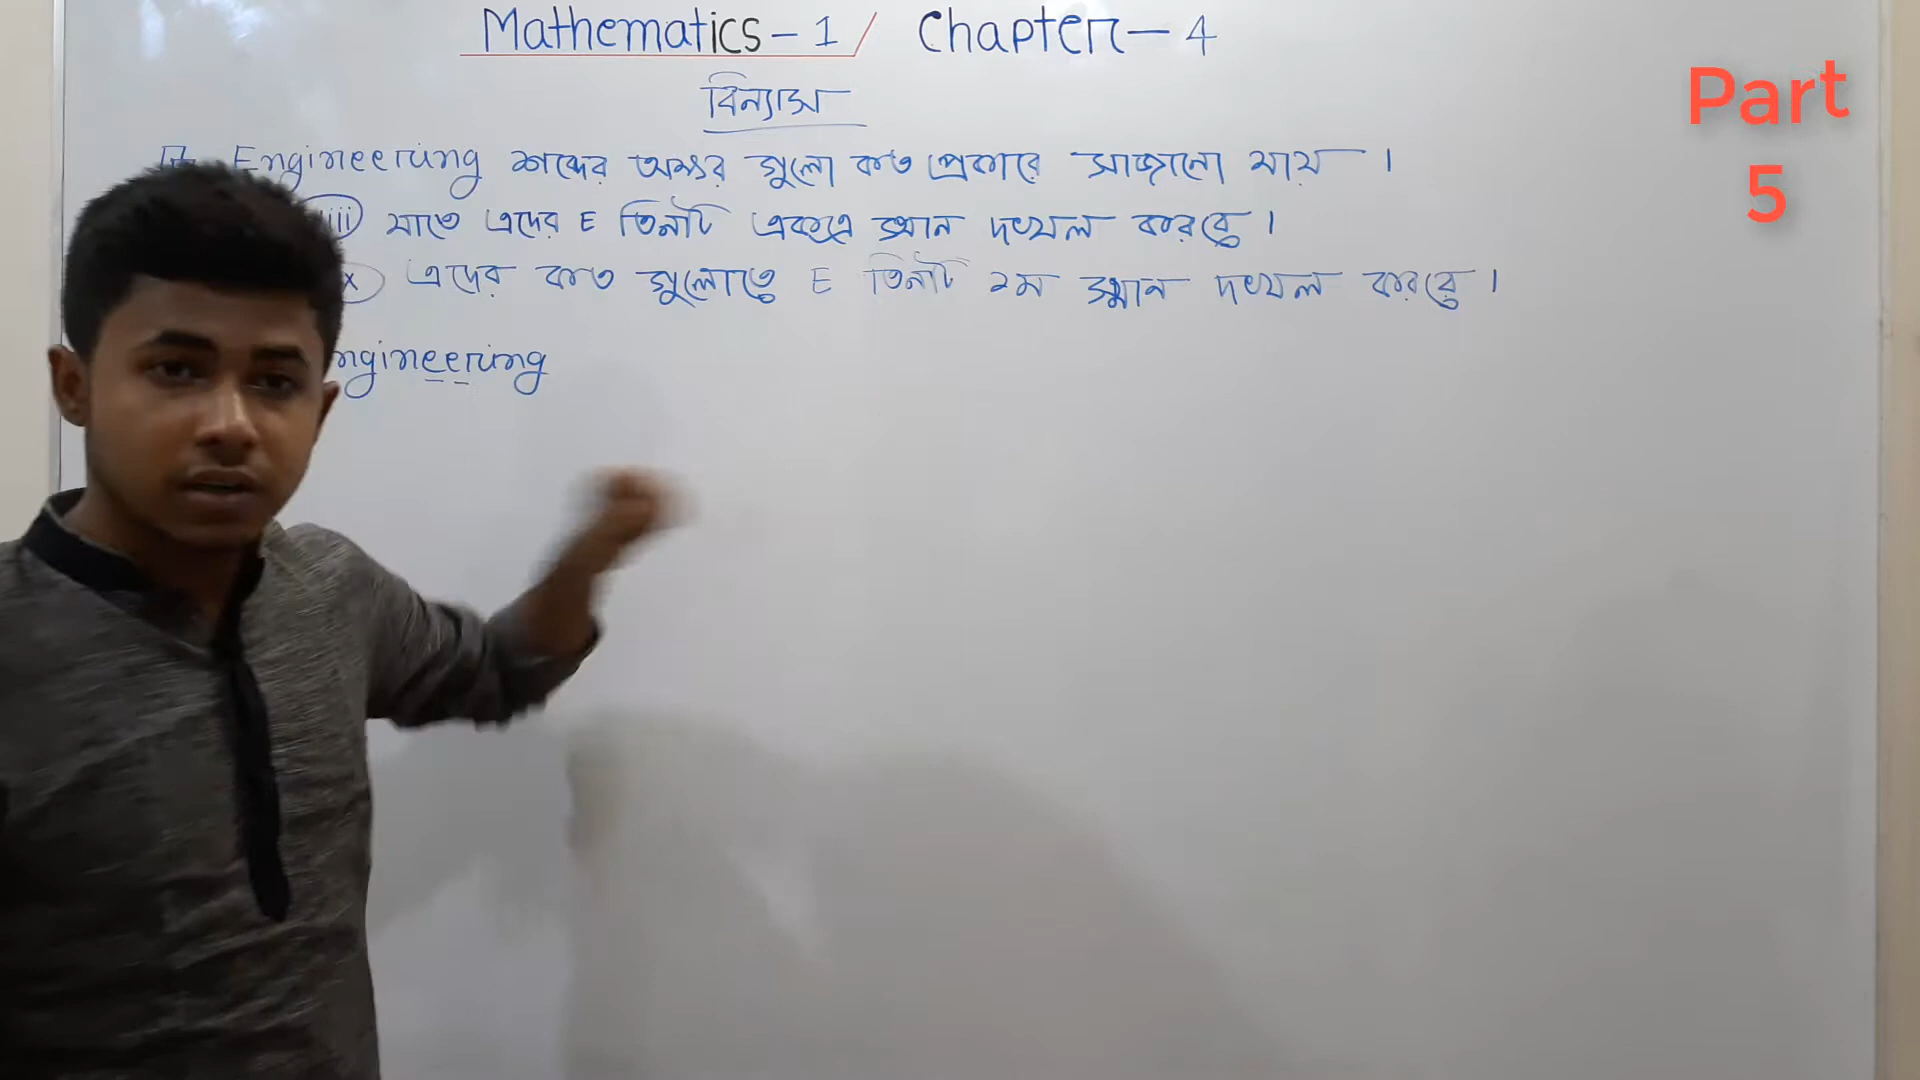 Mathematics - 1 / Chapter - 4
বিন্যাস
Part
5
Engineering শব্দের অক্ষর গুলো কত প্রকারে সাজানো যায় ।
iii যাতে এদের E তিনটি একত্রে স্থান দখল করবে ।
x এদের কত গুলোতে E তিনটি ১ম স্থান দখল করবে ।
ngineering